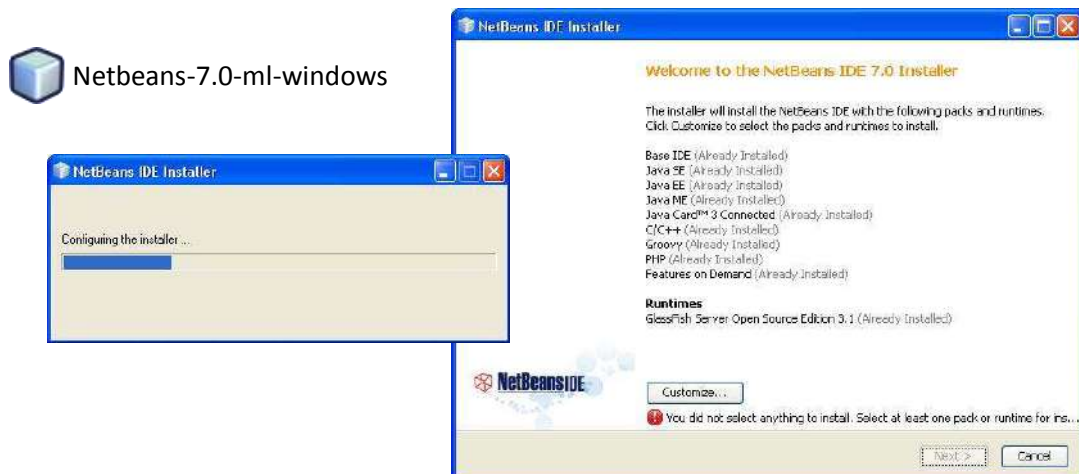 Netbeans-7.0-ml-windows
NetBeans IDE Installer
Configuring the installer ...
NetBeans IDE Installer
Welcome to the NetBeans IDE 7.0 Installer
The installer will install the NetBeans IDE with the following packs and runtimes.
Click Customize to select the packs and runtimes to install.
Base IDE (Already Installed)
Java SE (Already Installed)
Java EE (Already Installed)
Java ME (Already Installed)
Java Card™ 3 Connected (Already Installed)
C/C++ (Already Installed)
Groovy (Already Installed)
PHP (Already Installed)
Features on Demand (Already Installed)
Runtimes
GlassFish Server Open Source Edition 3.1 (Already Installed)
NetBeans IDE
Customize...
You did not select anything to install. Select at least one pack or runtime for ins...
Next >
Cancel